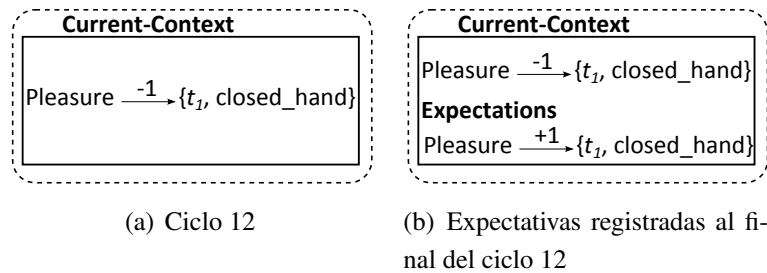 Current-Context
Pleasure -1 {t₁, closed_hand}
(a) Ciclo 12
Current-Context
Pleasure -1 {t₁, closed_hand}
Expectations
Pleasure +1 {t₁, closed_hand}
(b) Expectativas registradas al fi-
nal del ciclo 12